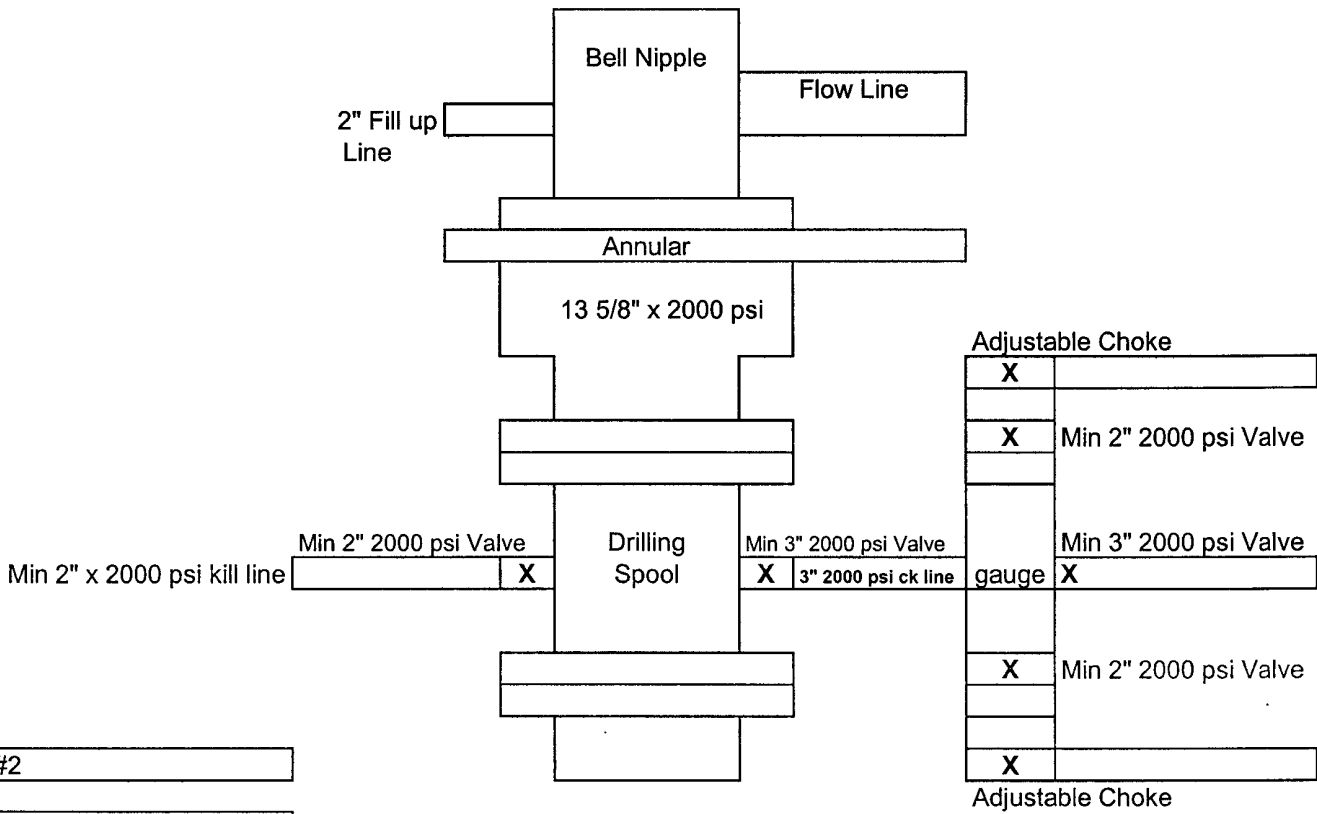 Bell Nipple
Flow Line
2" Fill up
Line
Annular
13 5/8" x 2000 psi
Adjustable Choke
X
X Min 2" 2000 psi Valve
Min 2" 2000 psi Valve
Drilling
Spool
Min 3" 2000 psi Valve
Min 3" 2000 psi Valve
Min 2" x 2000 psi kill line
X
X
3" 2000 psi ck line
gauge
X
X Min 2" 2000 psi Valve
#2
X
Adjustable Choke